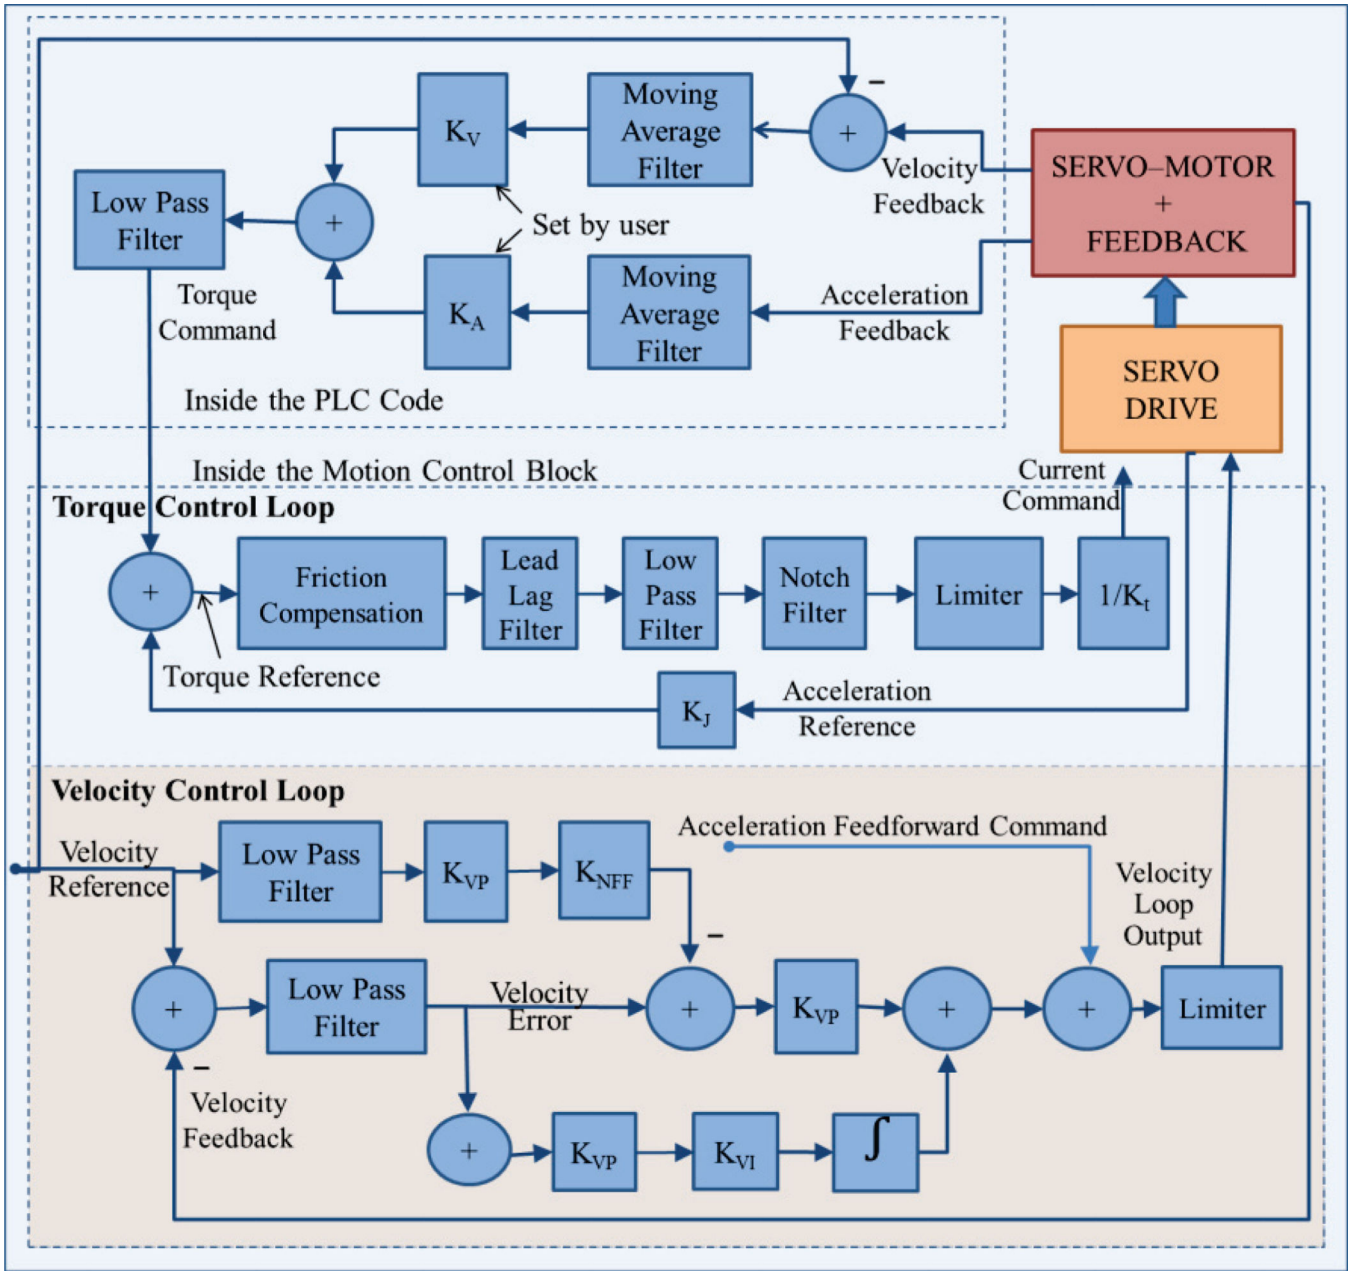 −
K_V
Moving
Average
Filter
+
Velocity
Feedback
SERVO–MOTOR
+
FEEDBACK
Low Pass
Filter
+
Set by user
Torque
Command
K_A
Moving
Average
Filter
Acceleration
Feedback
SERVO
DRIVE
Inside the PLC Code
Inside the Motion Control Block
Current
Command
Torque Control Loop
+
Friction
Compensation
Lead
Lag
Filter
Low
Pass
Filter
Notch
Filter
Limiter
1/K_t
Torque Reference
K_J
Acceleration
Reference
Velocity Control Loop
Velocity
Reference
Low Pass
Filter
K_VP
K_NFF
Acceleration Feedforward Command
Velocity
Loop
Output
−
+
Low Pass
Filter
Velocity
Error
+
K_VP
+
+
Limiter
−
Velocity
Feedback
+
K_VP
K_VI
∫